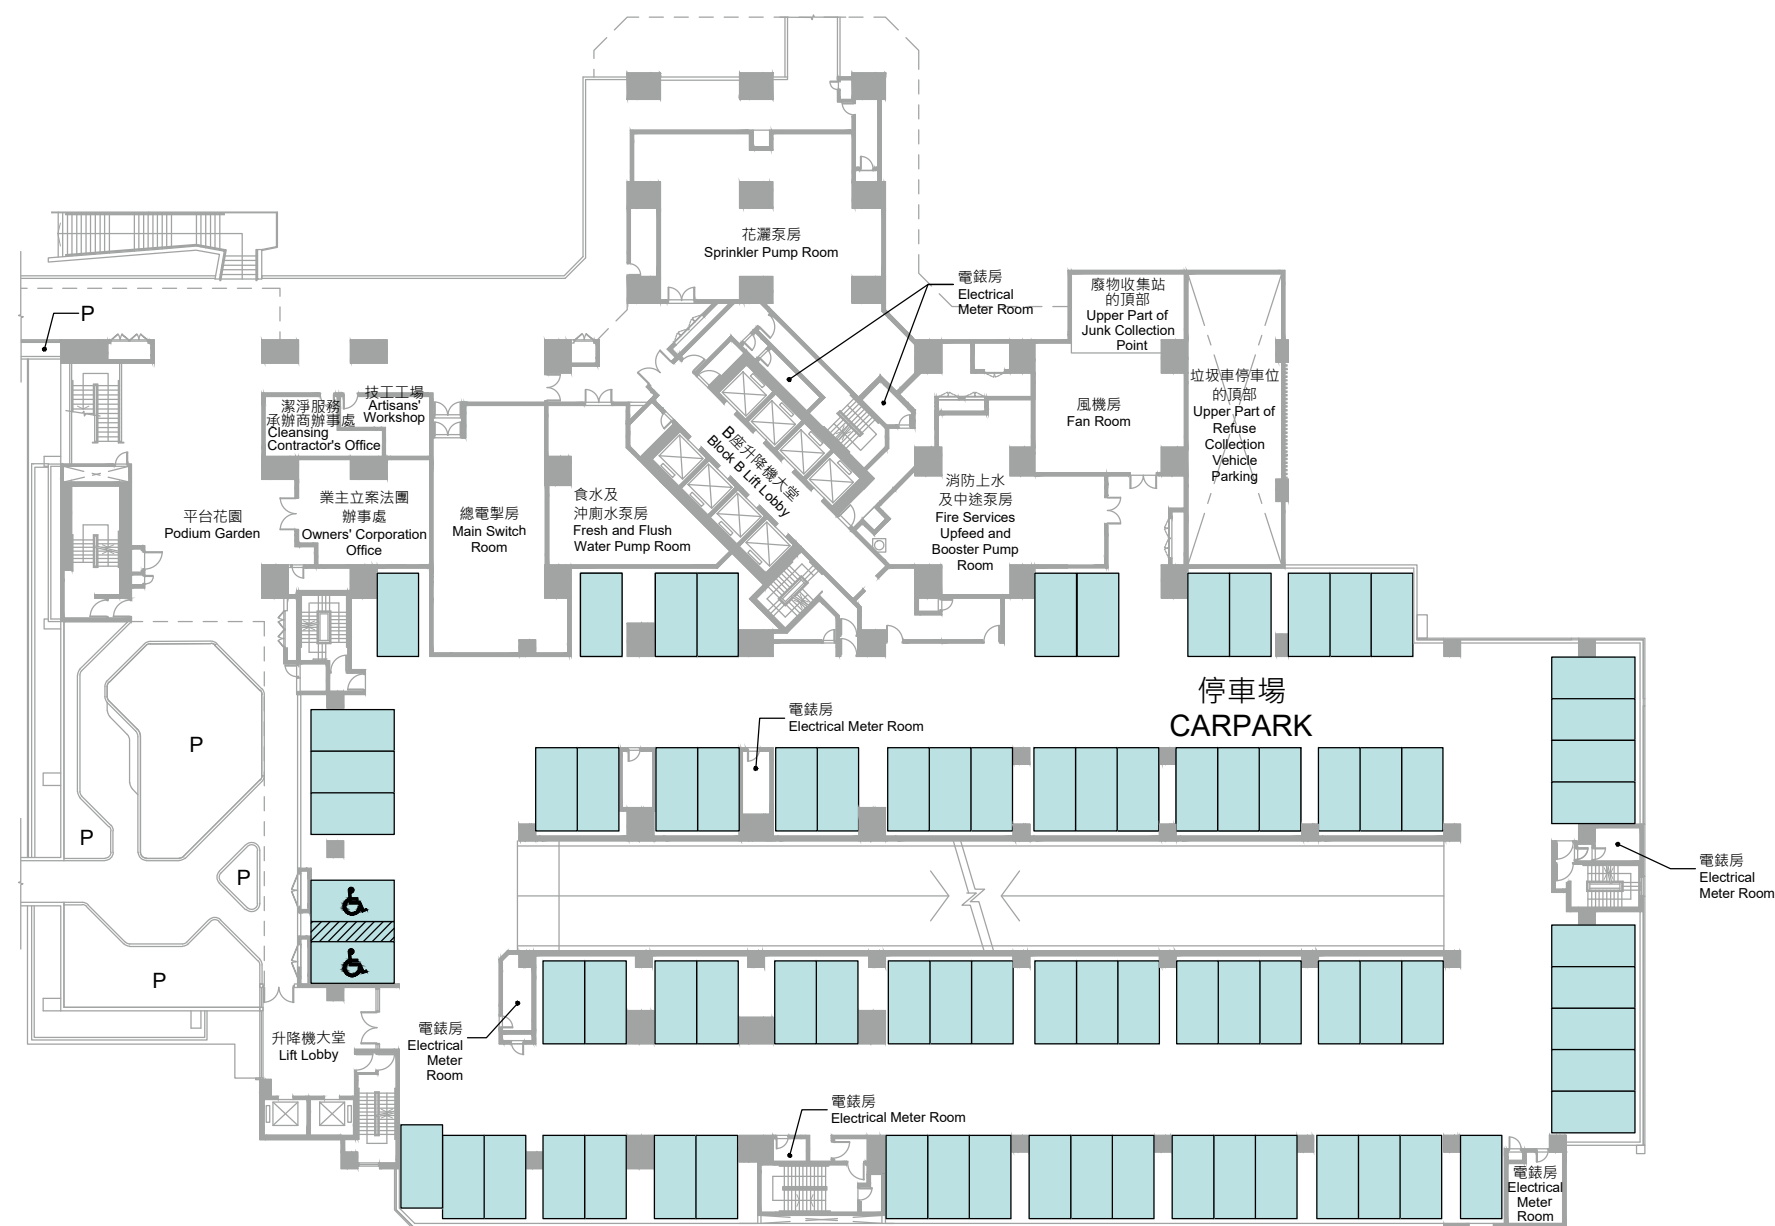 花灑泵房
Sprinkler Pump Room
電錶房
Electrical
Meter Room
廢物收集站
的頂部
Upper Part of
Junk Collection
Point
P
垃圾車停車位
的頂部
Upper Part of
Refuse
Collection
Vehicle
Parking
技工工場
Artisans'
Workshop
潔淨服務
承辦商辦事處
Cleansing
Contractor's Office
風機房
Fan Room
B座升降機大堂
Block B Lift Lobby
業主立案法團
辦事處
Owners' Corporation
Office
平台花園
Podium Garden
總電掣房
Main Switch
Room
食水及
沖廁水泵房
Fresh and Flush
Water Pump Room
消防上水
及中途泵房
Fire Services
Upfeed and
Booster Pump
Room
停車場
CARPARK
電錶房
Electrical Meter Room
P
P
P
P
電錶房
Electrical
Meter Room
升降機大堂
Lift Lobby
電錶房
Electrical
Meter
Room
電錶房
Electrical Meter Room
電錶房
Electrical
Meter
Room